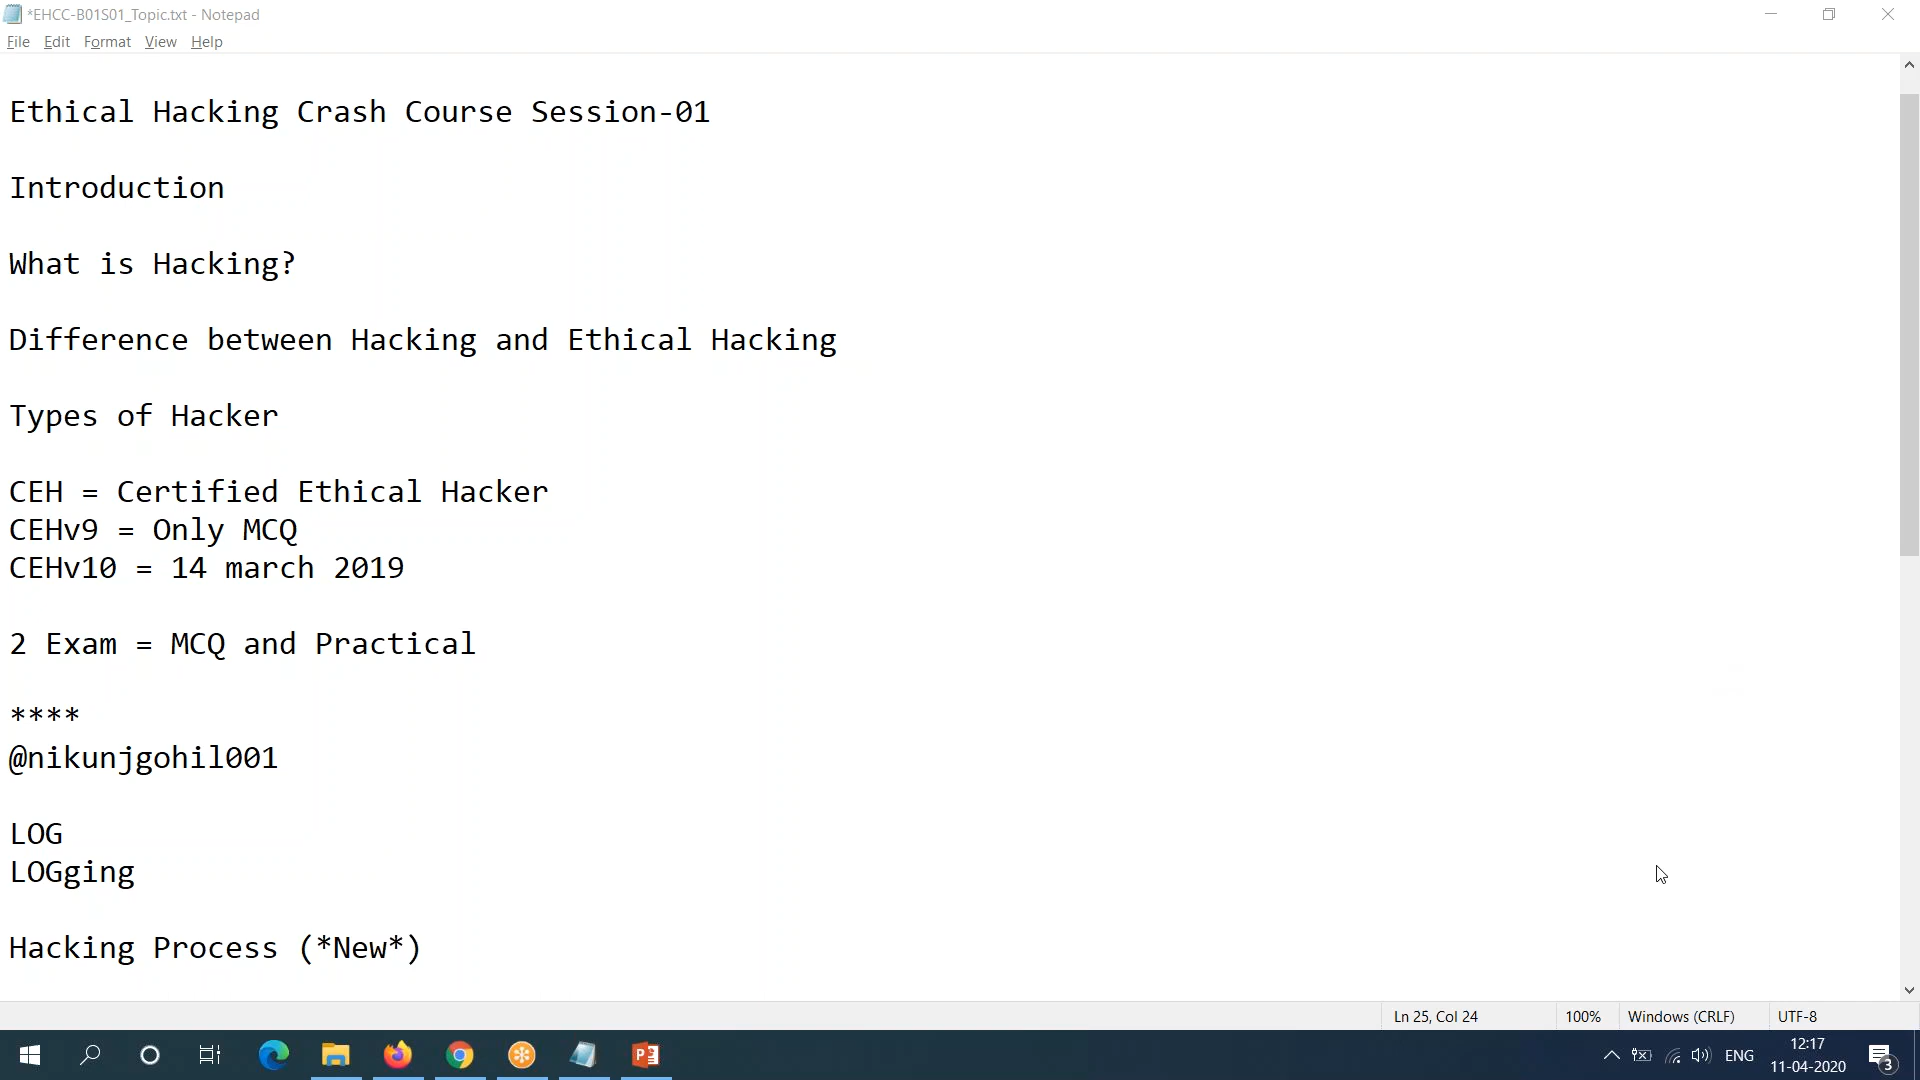 *EHCC-B01S01_Topic.txt - Notepad
File Edit Format View Help
Ethical Hacking Crash Course Session-01
Introduction
What is Hacking?
Difference between Hacking and Ethical Hacking
Types of Hacker
CEH = Certified Ethical Hacker
CEHv9 = Only MCQ
CEHv10 = 14 march 2019
2 Exam = MCQ and Practical
****
@nikunjgohil001
LOG
LOGging
Hacking Process (*New*)
Ln 25, Col 24 100% Windows (CRLF) UTF-8
ENG
12:17
11-04-2020
3